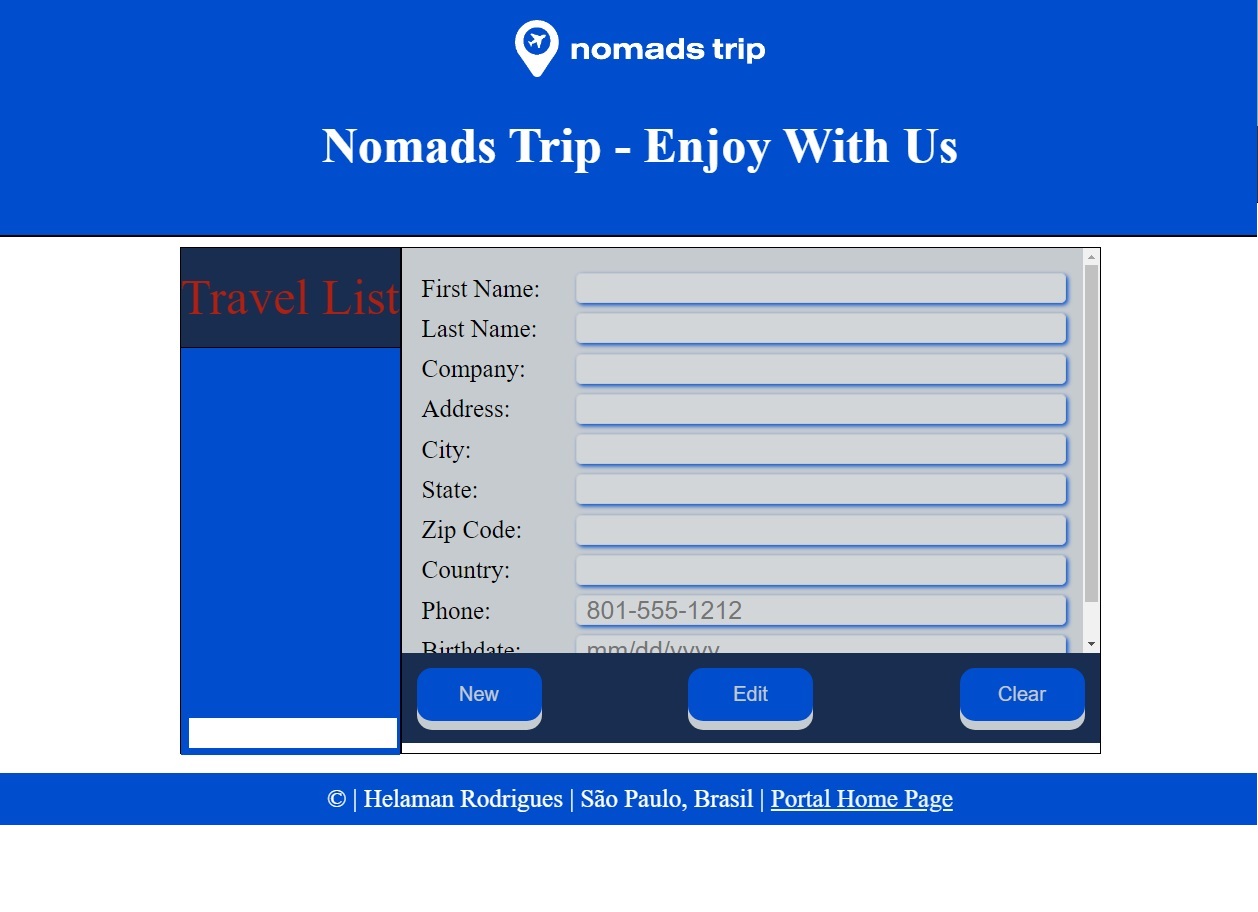 nomads trip
Nomads Trip - Enjoy With Us
Travel List
First Name:
Last Name:
Company:
Address:
City:
State:
Zip Code:
Country:
Phone: 801-555-1212
Birthdate: mm/dd/yyyy
New Edit Clear
© | Helaman Rodrigues | São Paulo, Brasil | Portal Home Page